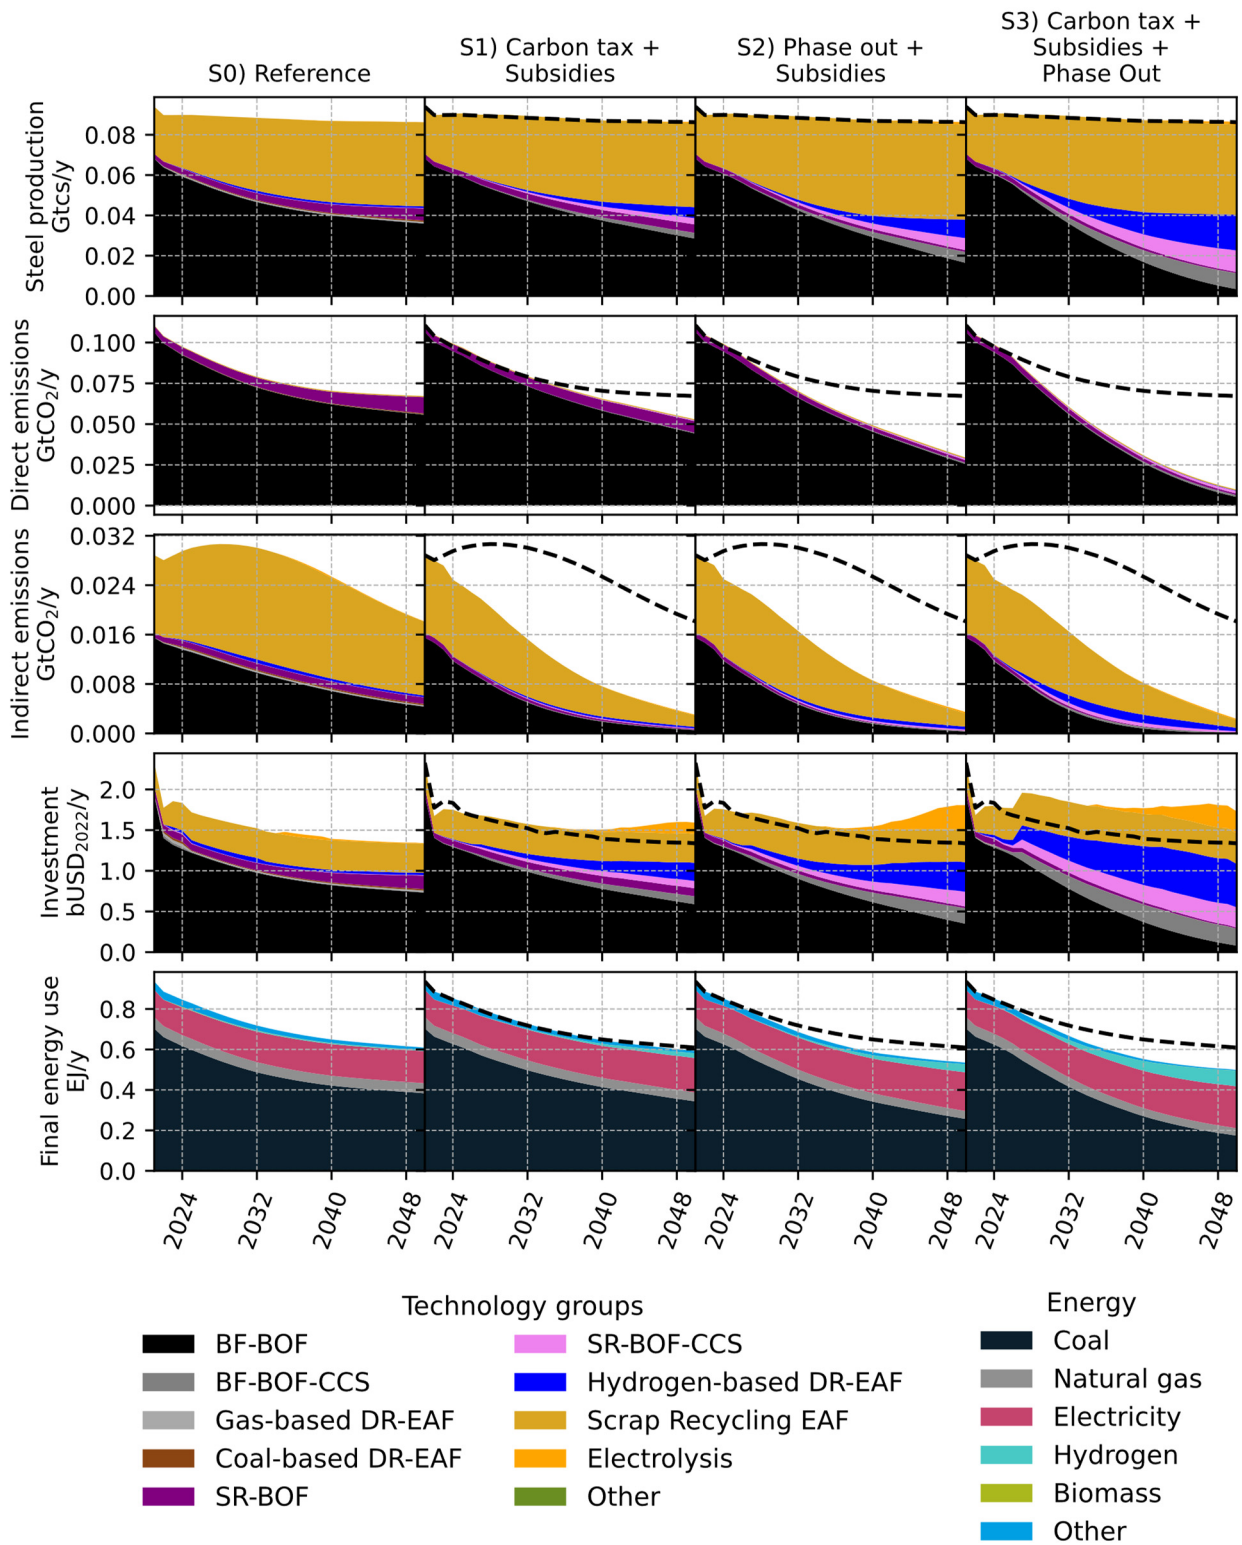 S0) Reference
S1) Carbon tax +
Subsidies
S2) Phase out +
Subsidies
S3) Carbon tax +
Subsidies +
Phase Out
Steel production
Gtcs/y
0.08
0.06
0.04
0.02
0.00
Direct emissions
GtCO₂/y
0.100
0.075
0.050
0.025
0.000
Indirect emissions
GtCO₂/y
0.032
0.024
0.016
0.008
0.000
Investment
bUSD₂₀₂₂/y
2.0
1.5
1.0
0.5
0.0
Final energy use
EJ/y
0.8
0.6
0.4
0.2
0.0
2024 2032 2040 2048 2024 2032 2040 2048 2024 2032 2040 2048 2024 2032 2040 2048
Technology groups
BF-BOF
BF-BOF-CCS
Gas-based DR-EAF
Coal-based DR-EAF
SR-BOF
SR-BOF-CCS
Hydrogen-based DR-EAF
Scrap Recycling EAF
Electrolysis
Other
Energy
Coal
Natural gas
Electricity
Hydrogen
Biomass
Other